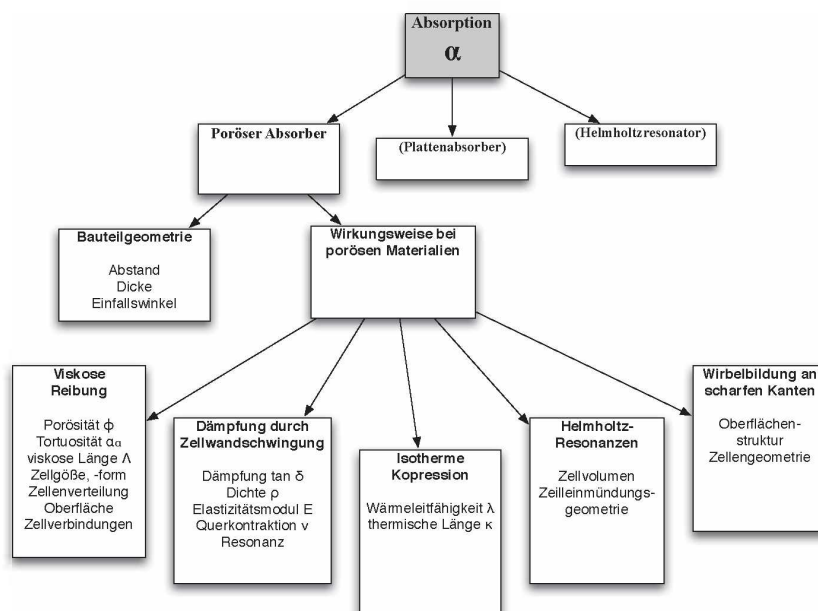 Absorption
α
Poröser Absorber
(Plattenabsorber)
(Helmholtzresonator)
Bauteilgeometrie
Abstand
Dicke
Einfallswinkel
Wirkungsweise bei
porösen Materialien
Viskose
Reibung
Porösität ϕ
Tortuosität αα
viskose Länge Λ
Zellgöße, -form
Zellenverteilung
Oberfläche
Zellverbindungen
Dämpfung durch
Zellwandschwingung
Dämpfung tan δ
Dichte ρ
Elastizitätsmodul E
Querkontraktion ν
Resonanz
Isotherme
Kopression
Wärmeleitfähigkeit λ
thermische Länge κ
Helmholtz-
Resonanzen
Zellvolumen
Zeilleinmündungs-
geometrie
Wirbelbildung an
scharfen Kanten
Oberflächen-
struktur
Zellengeometrie